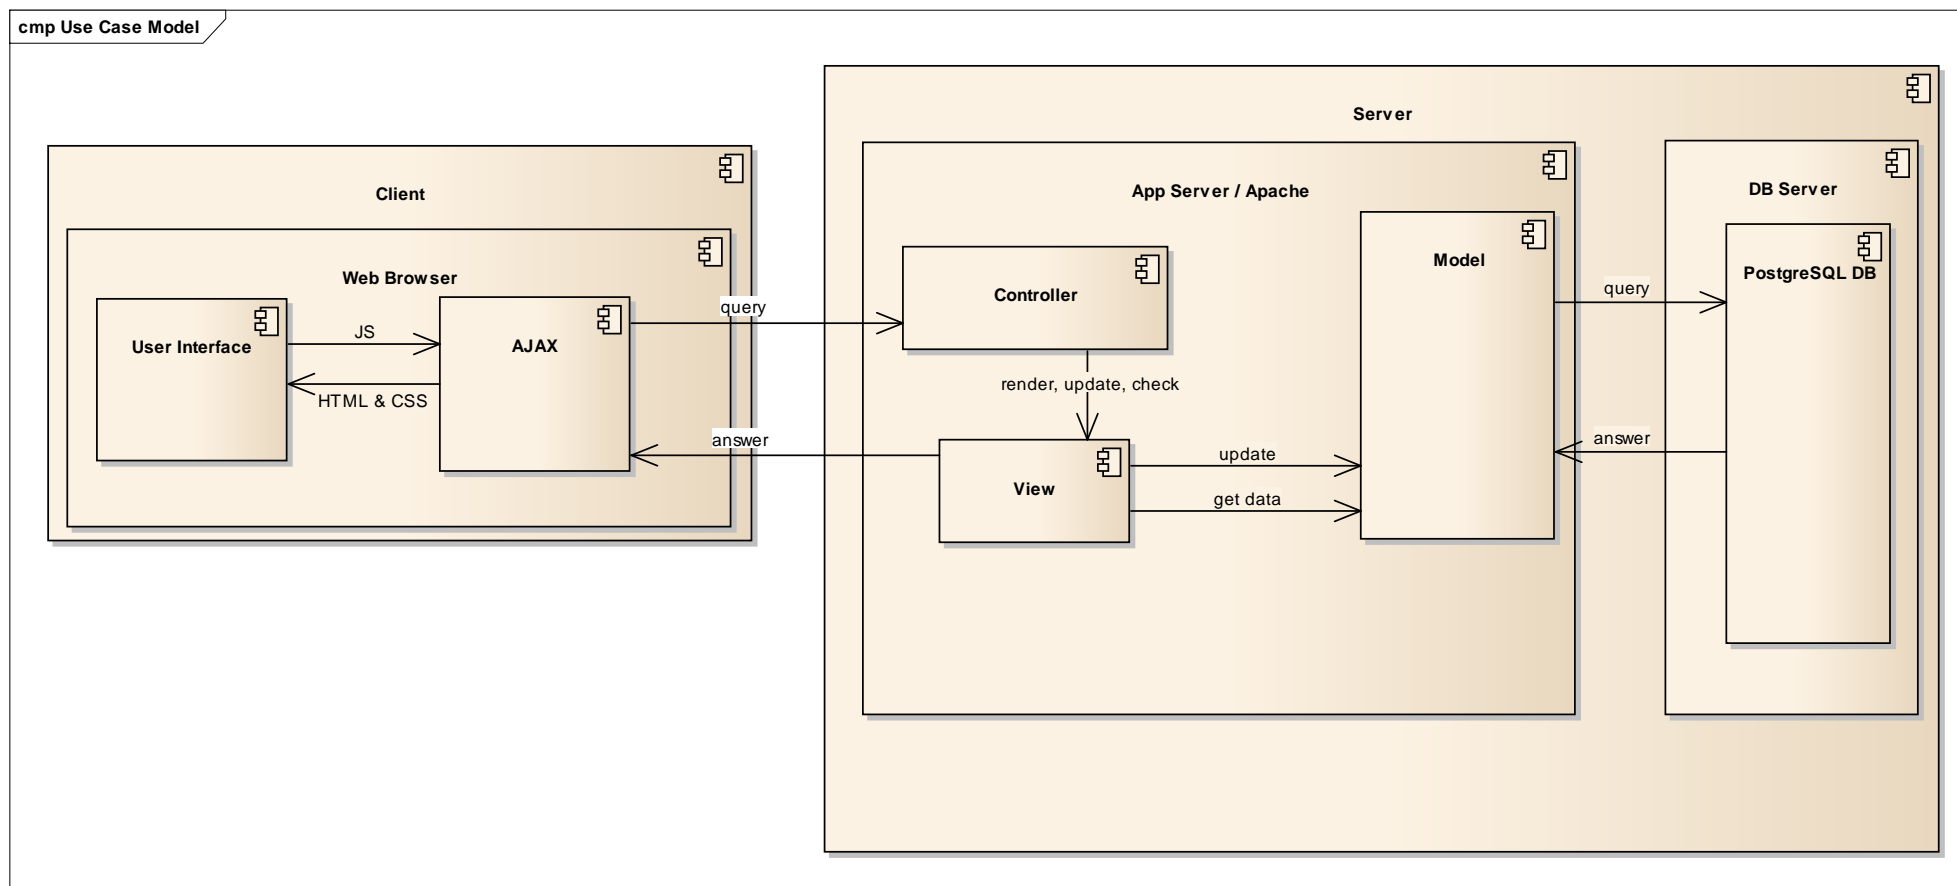 cmp Use Case Model
Server
Client
App Server / Apache
DB Server
Web Browser
Model
PostgreSQL DB
Controller
User Interface
JS
AJAX
HTML & CSS
query
query
render, update, check
answer
answer
View
update
get data